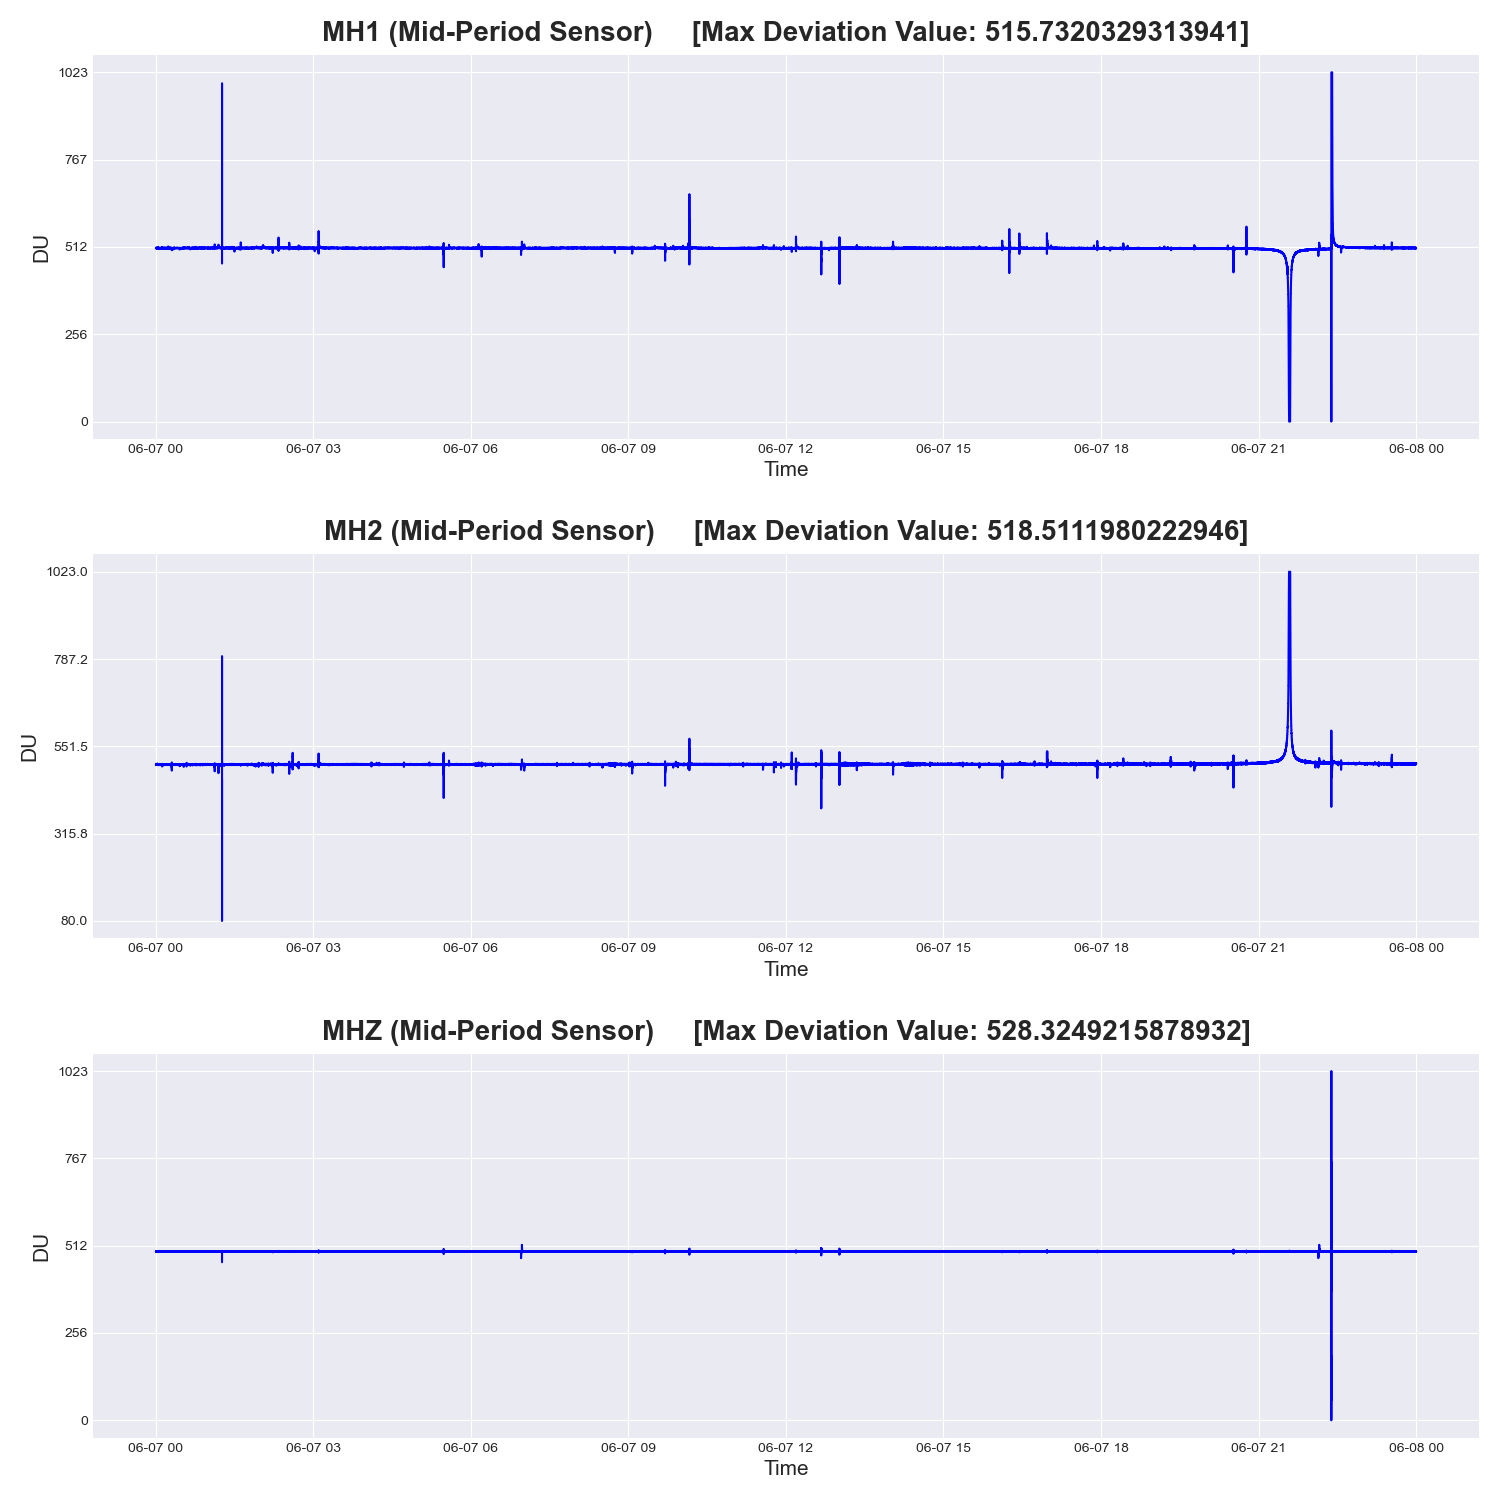 MH1 (Mid-Period Sensor) [Max Deviation Value: 515.7320329313941]
1023
767
512
256
0
DU
06-07 00 06-07 03 06-07 06 06-07 09 06-07 12 06-07 15 06-07 18 06-07 21 06-08 00
Time
MH2 (Mid-Period Sensor) [Max Deviation Value: 518.5111980222946]
1023.0
787.2
551.5
315.8
80.0
DU
06-07 00 06-07 03 06-07 06 06-07 09 06-07 12 06-07 15 06-07 18 06-07 21 06-08 00
Time
MHZ (Mid-Period Sensor) [Max Deviation Value: 528.3249215878932]
1023
767
512
256
0
DU
06-07 00 06-07 03 06-07 06 06-07 09 06-07 12 06-07 15 06-07 18 06-07 21 06-08 00
Time